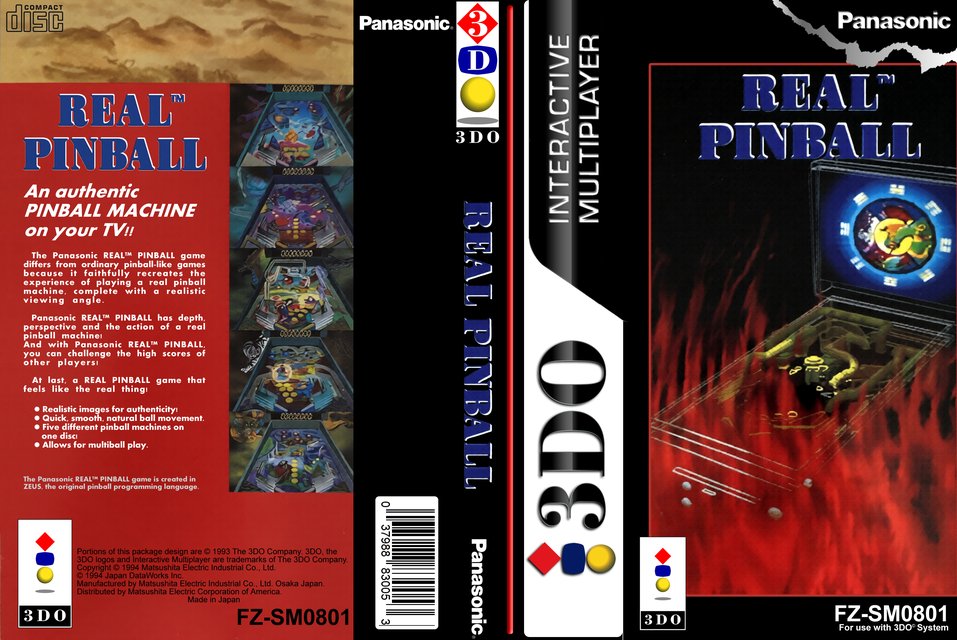 COMPACT
disc
REAL™
PINBALL
An authentic
PINBALL MACHINE
on your TV!!
The Panasonic REAL™ PINBALL game
differs from ordinary pinball-like games
because it faithfully recreates the
experience of playing a real pinball
machine, complete with a realistic
viewing angle.
Panasonic REAL™ PINBALL has depth,
perspective and the action of a real
pinball machine!
And with Panasonic REAL™ PINBALL,
you can challenge the high scores of
other players!
At last, a REAL PINBALL game that
feels like the real thing!
● Realistic images for authenticity!
● Quick, smooth, natural ball movement.
● Five different pinball machines on
one disc!
● Allows for multiball play.
The Panasonic REAL™ PINBALL game is created in
ZEUS, the original pinball programming language.
3DO
Portions of this package design are © 1993 The 3DO Company. 3DO, the
3DO logos and Interactive Multiplayer are trademarks of The 3DO Company.
Copyright © 1994 Matsushita Electric Industrial Co., Ltd.
© 1994 Japan DataWorks Inc.
Manufactured by Matsushita Electric Industrial Co., Ltd. Osaka Japan.
Distributed by Matsushita Electric Corporation of America.
Made in Japan
FZ-SM0801
Panasonic
3
D
3DO
REAL PINBALL
0 37988 83005 3
Panasonic
INTERACTIVE
MULTIPLAYER
3DO
Panasonic
REAL™
PINBALL
3DO
FZ-SM0801
For use with 3DO® System